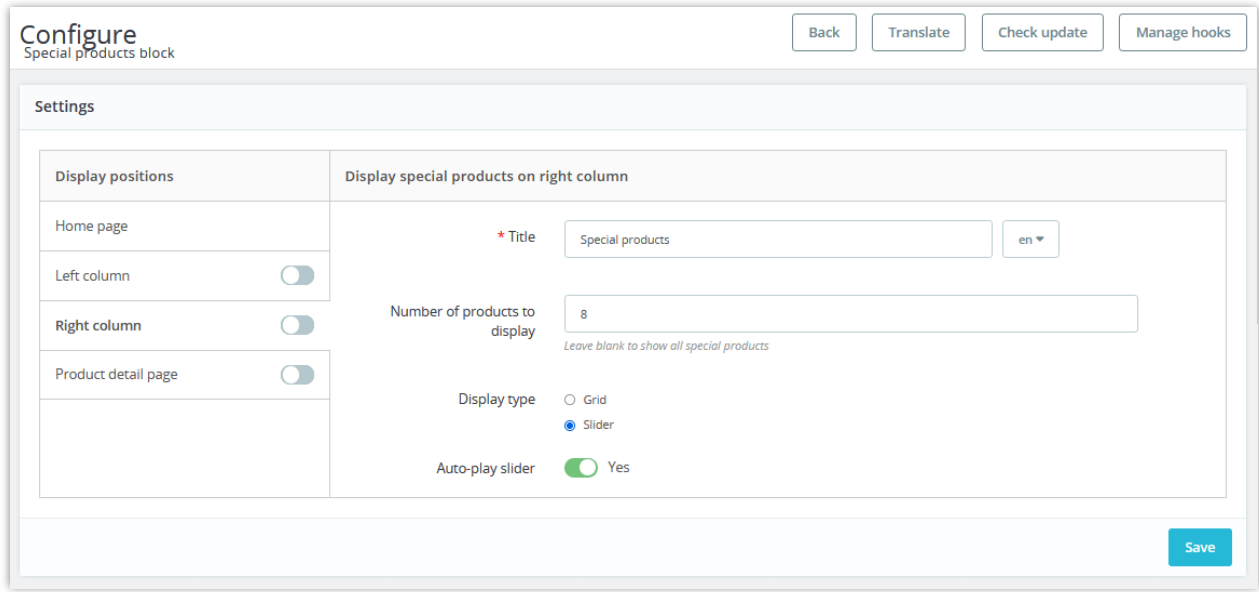 Configure
Special products block
Back
Translate
Check update
Manage hooks
Settings
Display positions
Display special products on right column
Home page
Left column
Right column
Product detail page
* Title
Special products
en
Number of products to
display
8
Leave blank to show all special products
Display type
Grid
Slider
Auto-play slider
Yes
Save